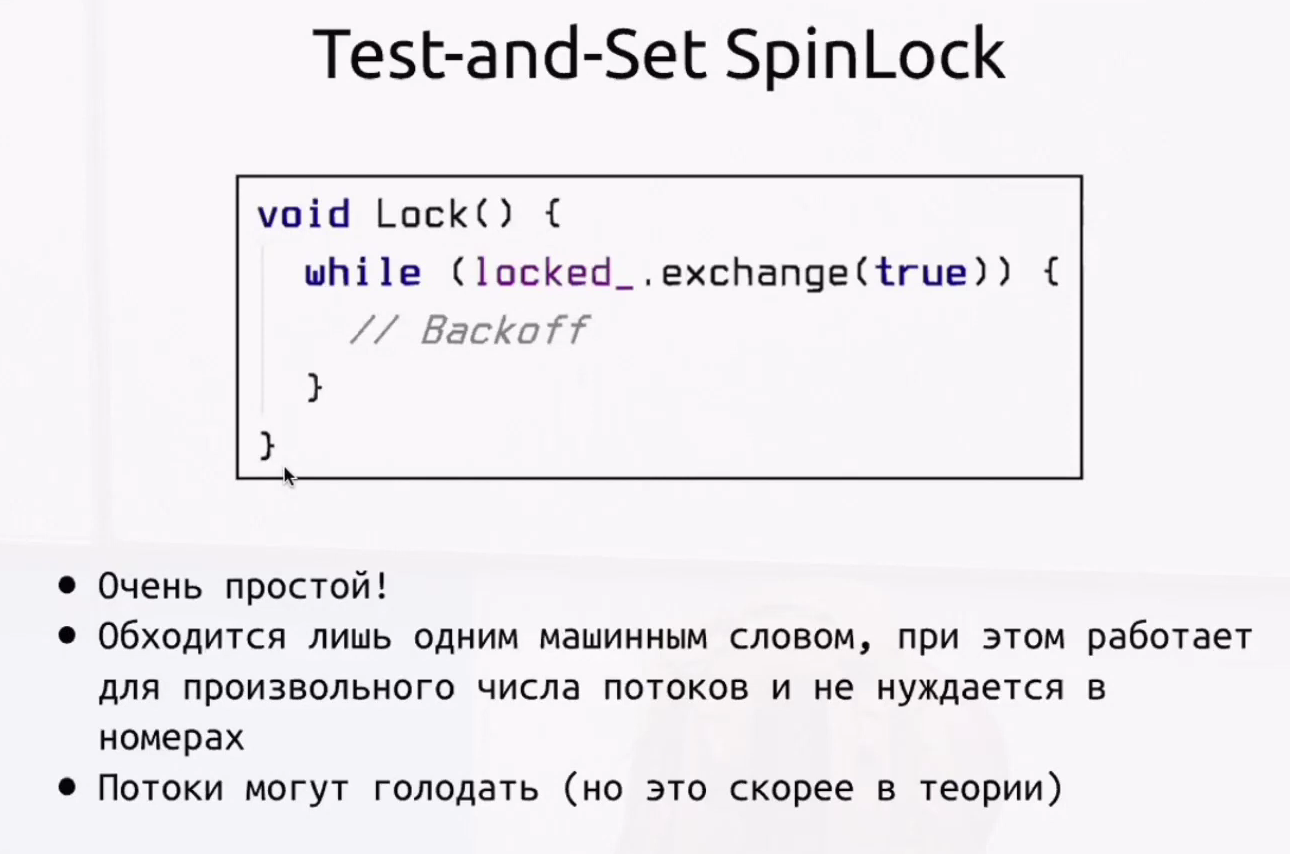 Test-and-Set SpinLock
void Lock() {
while (locked_.exchange(true)) {
// Backoff
}
}
● Очень простой!
● Обходится лишь одним машинным словом, при этом работает
для произвольного числа потоков и не нуждается в
номерах
● Потоки могут голодать (но это скорее в теории)